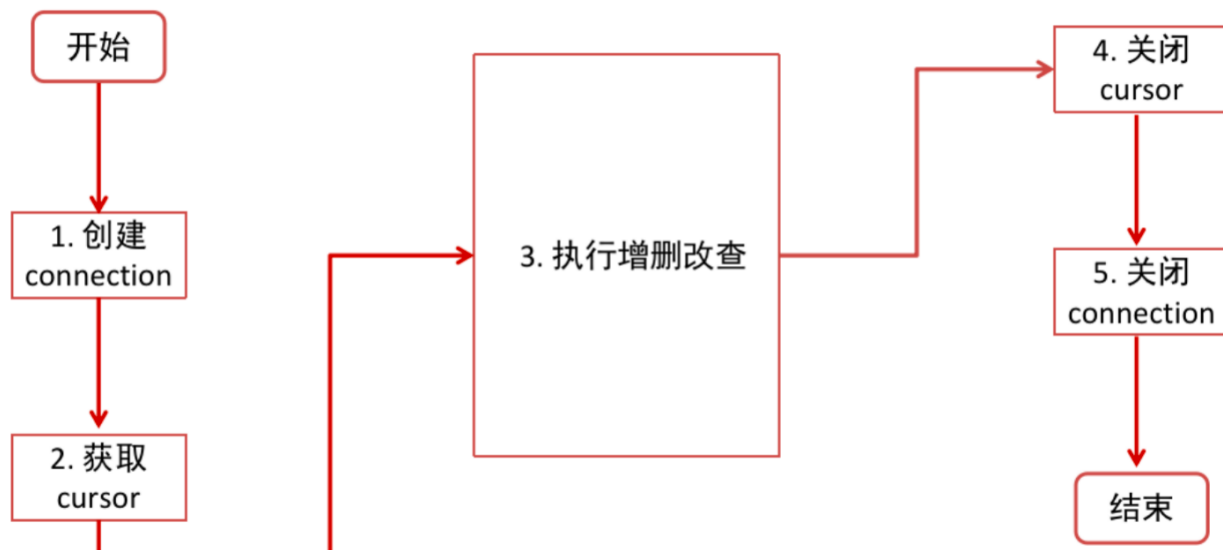 开始
1. 创建
connection
2. 获取
cursor
3. 执行增删改查
4. 关闭
cursor
5. 关闭
connection
结束